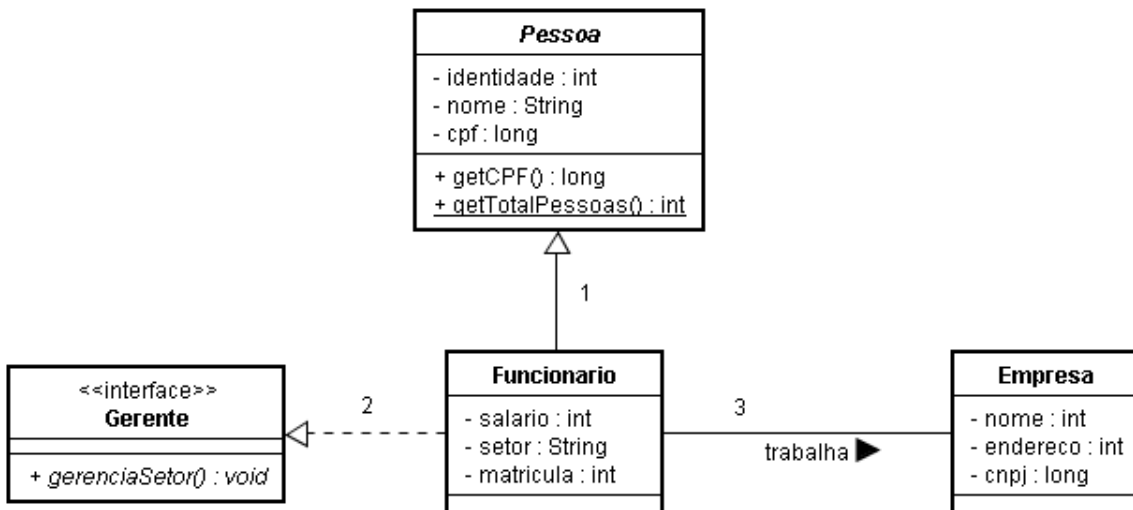 Pessoa
- identidade : int
- nome : String
- cpf : long
+ getCPF() : long
+ getTotalPessoas() : int
1
<<interface>>
Gerente
+ gerenciaSetor() : void
2
Funcionario
- salario : int
- setor : String
- matricula : int
3
trabalha
Empresa
- nome : int
- endereco : int
- cnpj : long